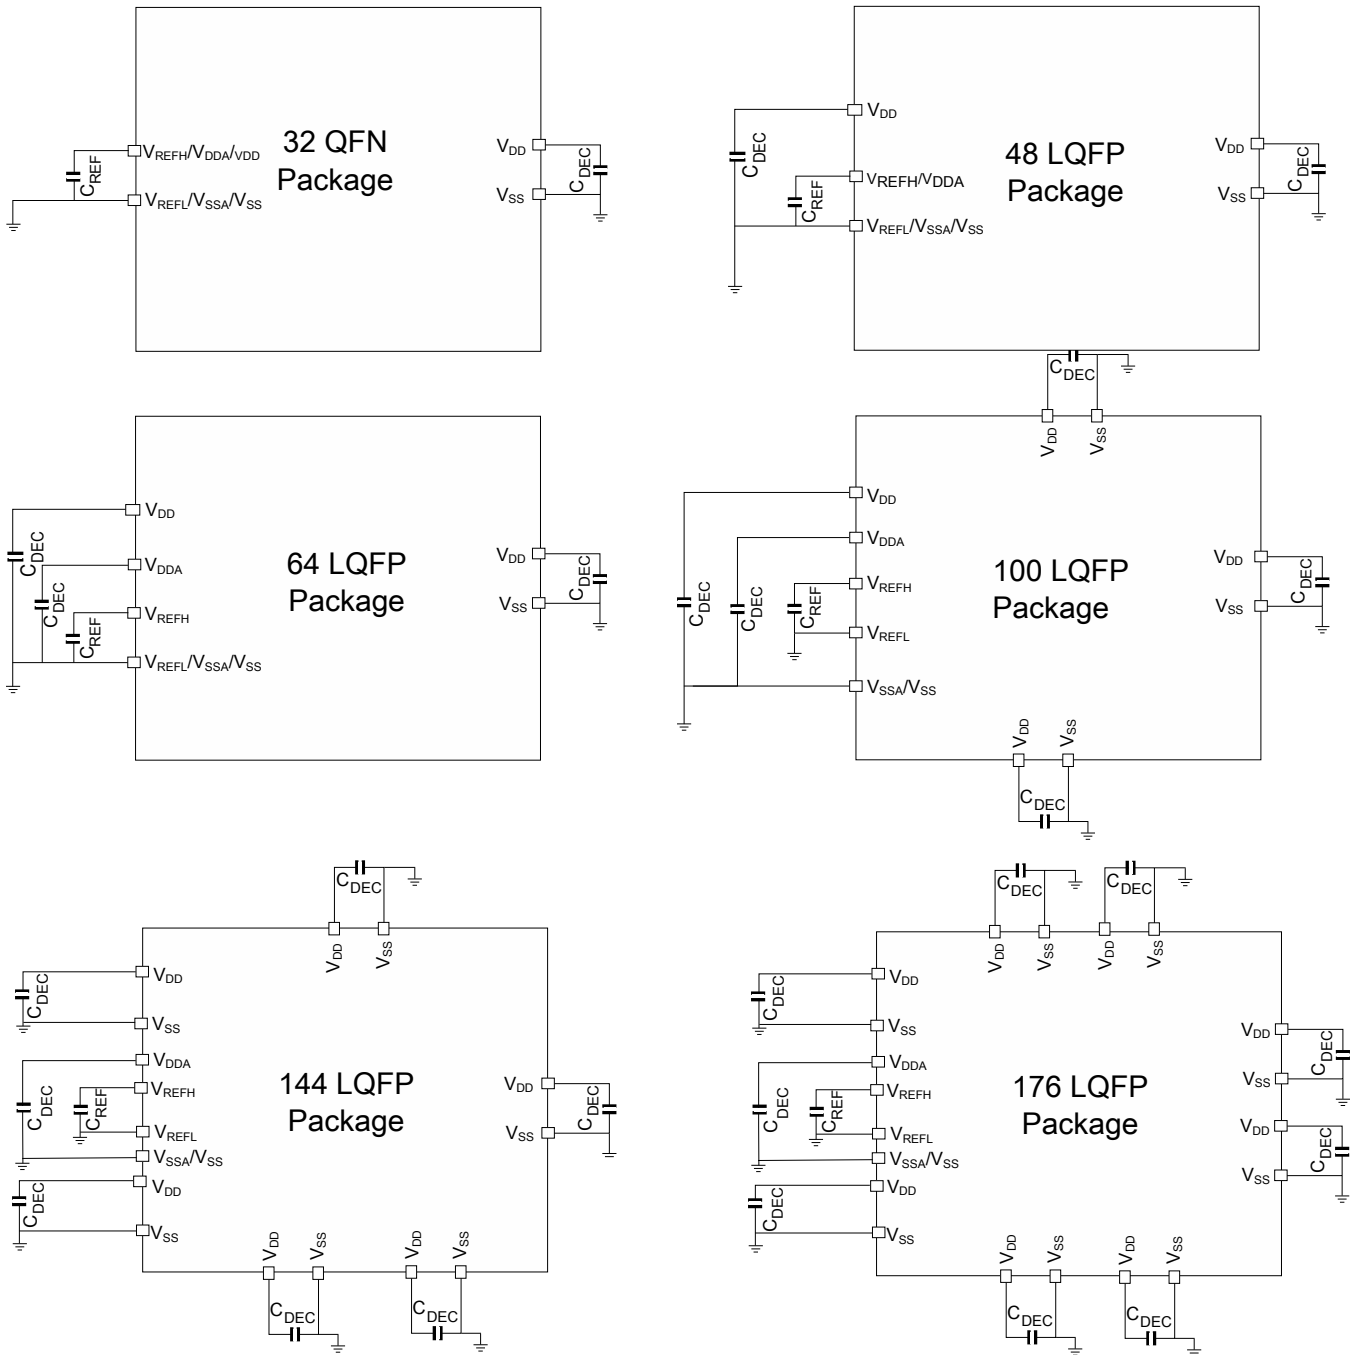 32 QFN
Package
VREFH/VDDA/VDD
VREFL/VSSA/VSS
CREF
VDD
VSS
CDEC
48 LQFP
Package
VDD
CDEC
VREFH/VDDA
CREF
VREFL/VSSA/VSS
VDD
VSS
CDEC
64 LQFP
Package
VDD
CDEC
VDDA
CDEC
VREFH
CREF
VREFL/VSSA/VSS
VDD
VSS
CDEC
100 LQFP
Package
CDEC
VDD
VSS
VDD
CDEC
VDDA
CDEC
VREFH
CREF
VREFL
VSSA/VSS
VDD
VSS
CDEC
VDD
VSS
CDEC
144 LQFP
Package
CDEC
VDD
VSS
VDD
CDEC
VSS
VDDA
CDEC
VREFH
CREF
VREFL
VSSA/VSS
VDD
CDEC
VSS
VDD
VSS
CDEC
VDD
VSS
CDEC
VDD
VSS
CDEC
176 LQFP
Package
CDEC
VDD
VSS
CDEC
VDD
VSS
VDD
CDEC
VSS
VDDA
CDEC
VREFH
CREF
VREFL
VSSA/VSS
VDD
CDEC
VSS
VDD
VSS
CDEC
VDD
VSS
CDEC
VDD
VSS
CDEC
VDD
VSS
CDEC